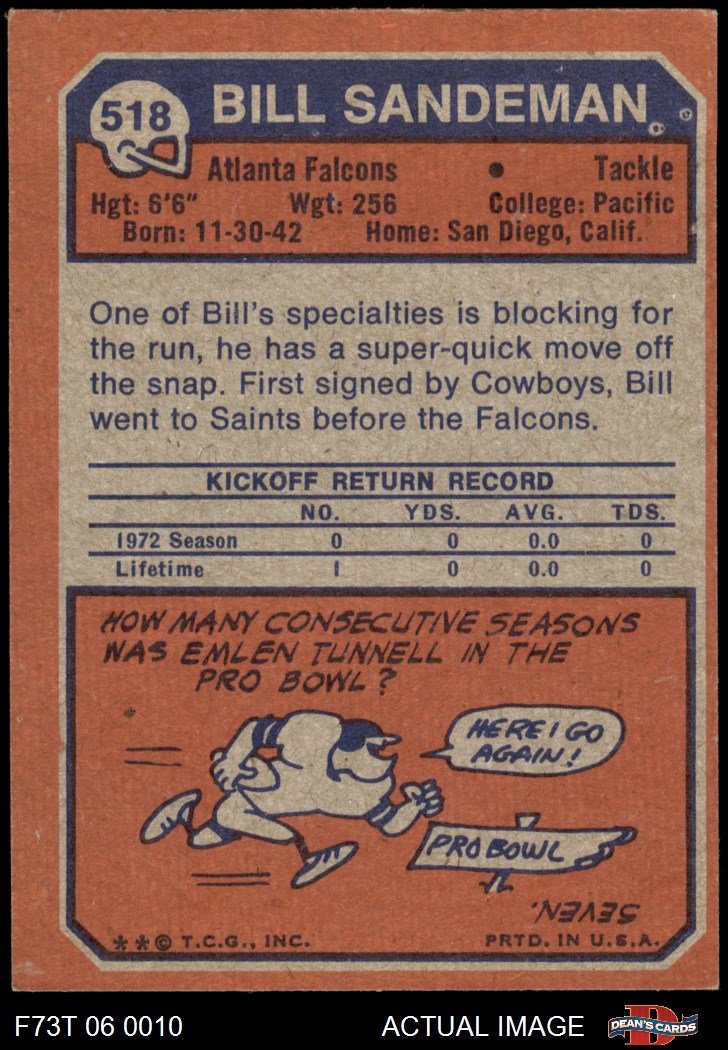 518
BILL SANDEMAN
Atlanta Falcons • Tackle
Hgt: 6'6" Wgt: 256 College: Pacific
Born: 11-30-42 Home: San Diego, Calif.
One of Bill's specialties is blocking for
the run, he has a super-quick move off
the snap. First signed by Cowboys, Bill
went to Saints before the Falcons.
KICKOFF RETURN RECORD
NO. YDS. AVG. TDS.
1972 Season 0 0 0.0 0
Lifetime 1 0 0.0 0
HOW MANY CONSECUTIVE SEASONS
WAS EMLEN TUNNELL IN THE
PRO BOWL?
HERE I GO
AGAIN!
PRO BOWL
SEVEN.
**© T.C.G., INC. PRTD. IN U.S.A.
F73T 06 0010 ACTUAL IMAGE
D
DEAN'S CARDS